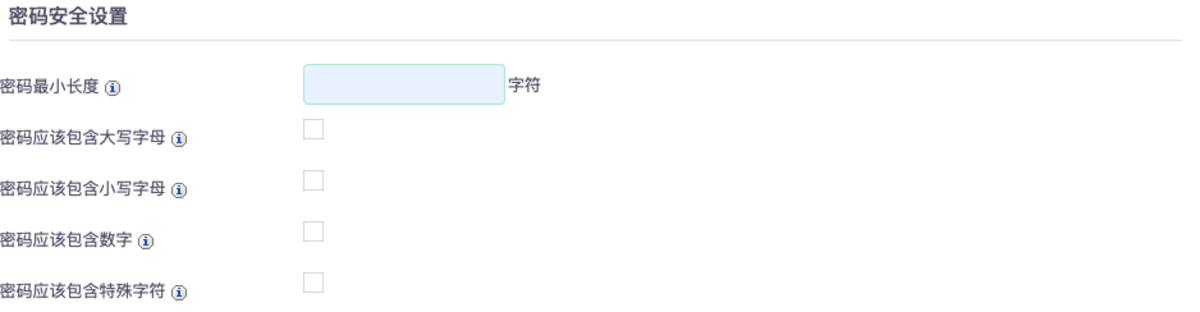 密码安全设置
密码最小长度 字符
密码应该包含大写字母
密码应该包含小写字母
密码应该包含数字
密码应该包含特殊字符